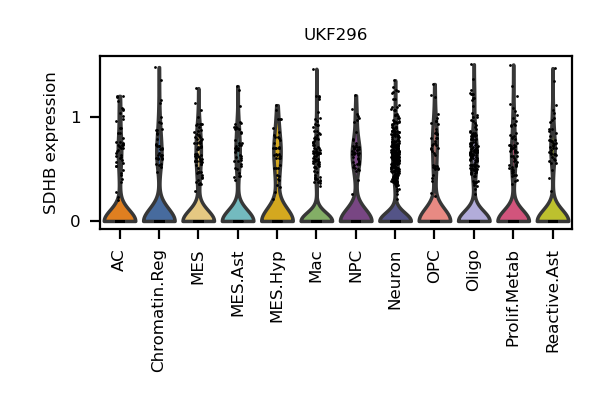 UKF296
SDHB expression
1
0
AC
Chromatin.Reg
MES
MES.Ast
MES.Hyp
Mac
NPC
Neuron
OPC
Oligo
Prolif.Metab
Reactive.Ast